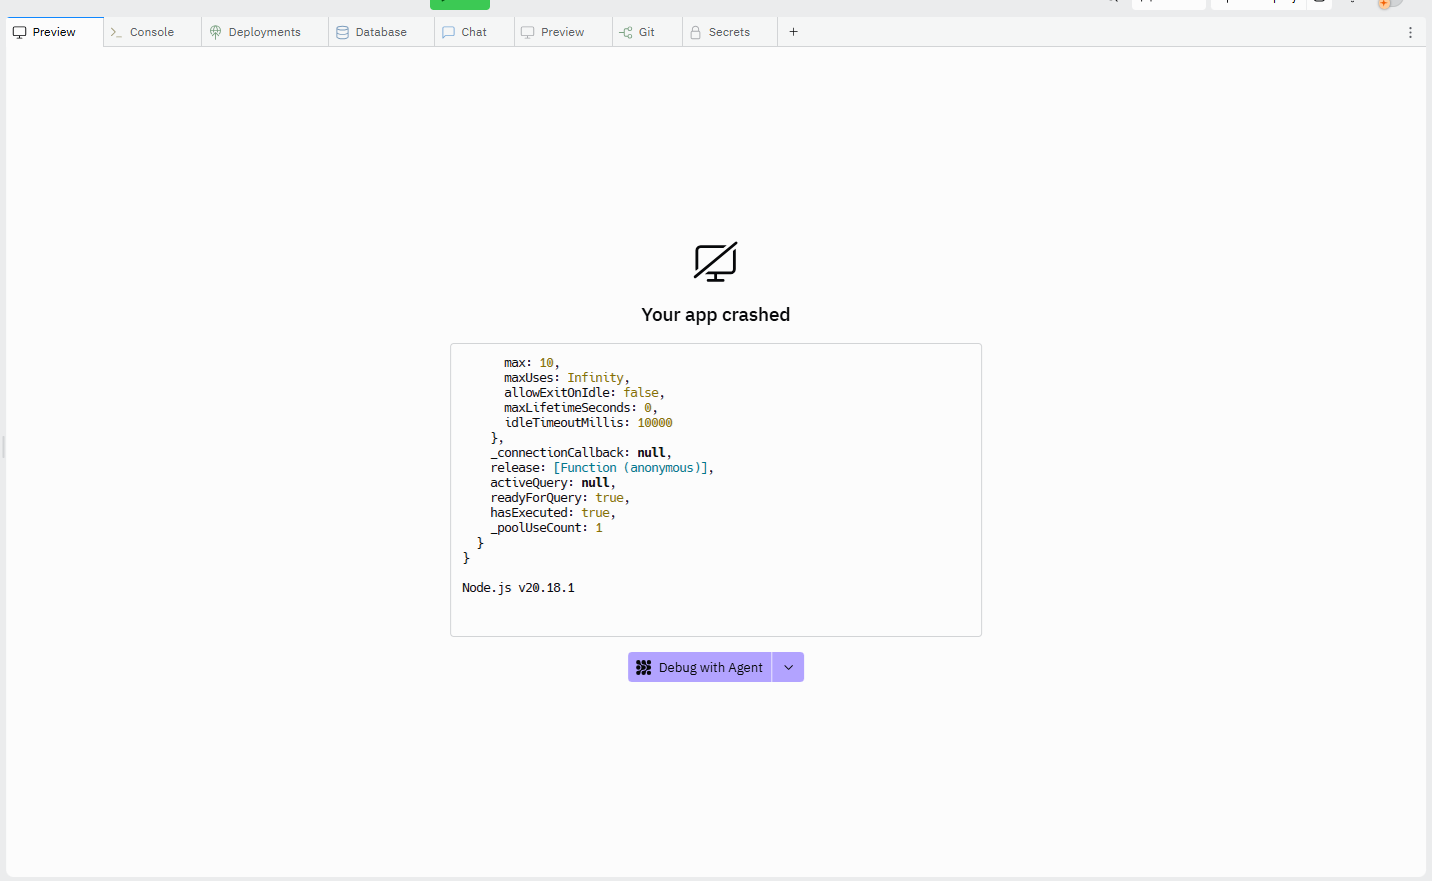 Preview
Console
Deployments
Database
Chat
Preview
Git
Secrets
Your app crashed
max: 10,
maxUses: Infinity,
allowExitOnIdle: false,
maxLifetimeSeconds: 0,
idleTimeoutMillis: 10000
},
_connectionCallback: null,
release: [Function (anonymous)],
activeQuery: null,
readyForQuery: true,
hasExecuted: true,
_poolUseCount: 1
}
}
Node.js v20.18.1
Debug with Agent